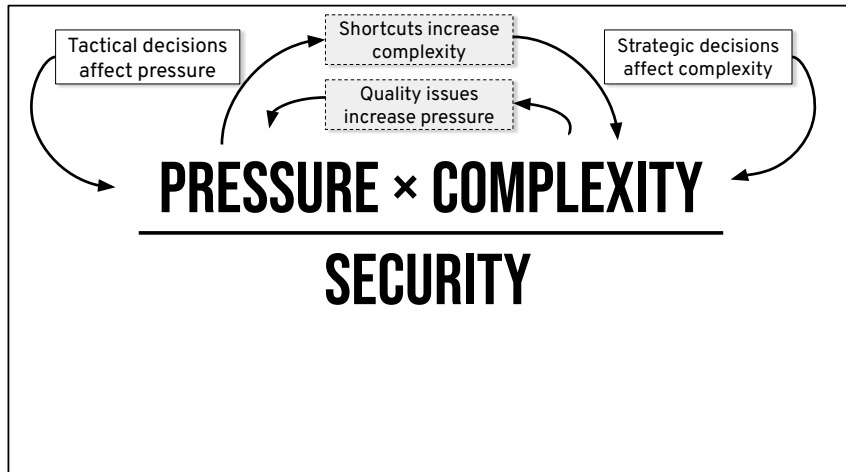 Tactical decisions
affect pressure
Shortcuts increase
complexity
Quality issues
increase pressure
Strategic decisions
affect complexity
PRESSURE × COMPLEXITY
SECURITY